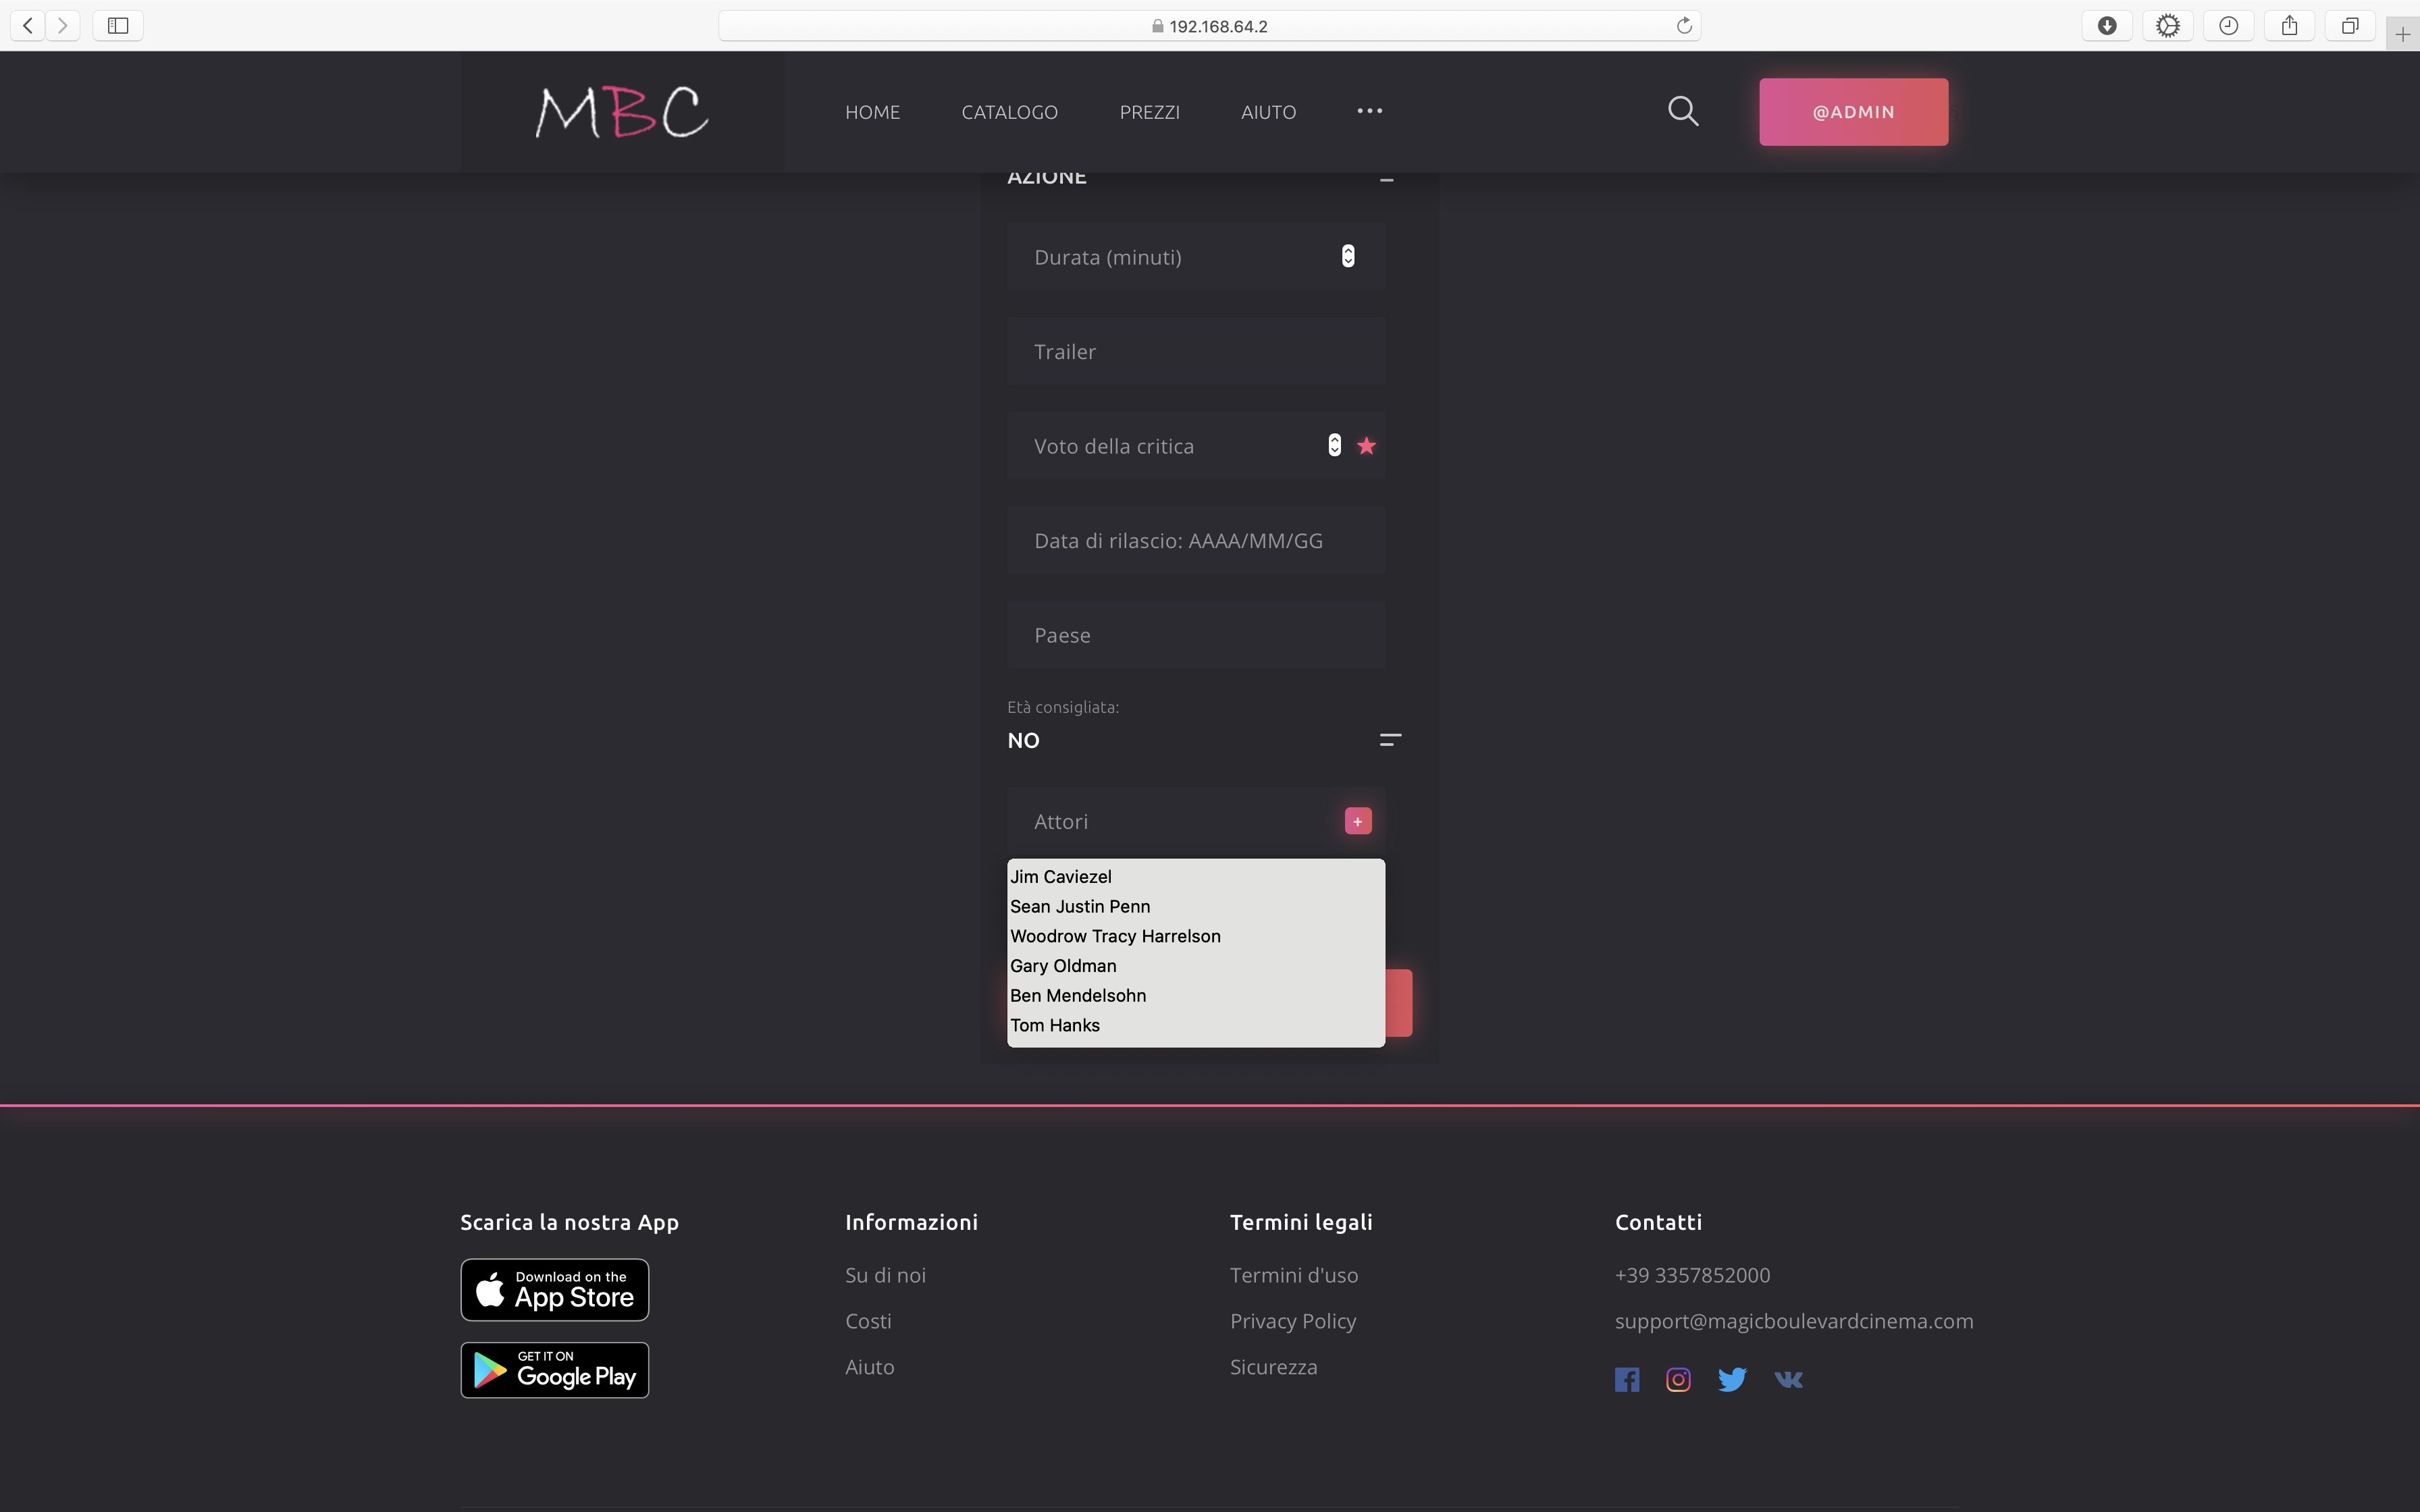 192.168.64.2
MBC
HOME
CATALOGO
PREZZI
AIUTO
@ADMIN
AZIONE
Durata (minuti)
Trailer
Voto della critica
Data di rilascio: AAAA/MM/GG
Paese
Età consigliata:
NO
Attori
+
Jim Caviezel
Sean Justin Penn
Woodrow Tracy Harrelson
Gary Oldman
Ben Mendelsohn
Tom Hanks
Scarica la nostra App
Download on the
App Store
GET IT ON
Google Play
Informazioni
Su di noi
Costi
Aiuto
Termini legali
Termini d'uso
Privacy Policy
Sicurezza
Contatti
+39 3357852000
support@magicboulevardcinema.com